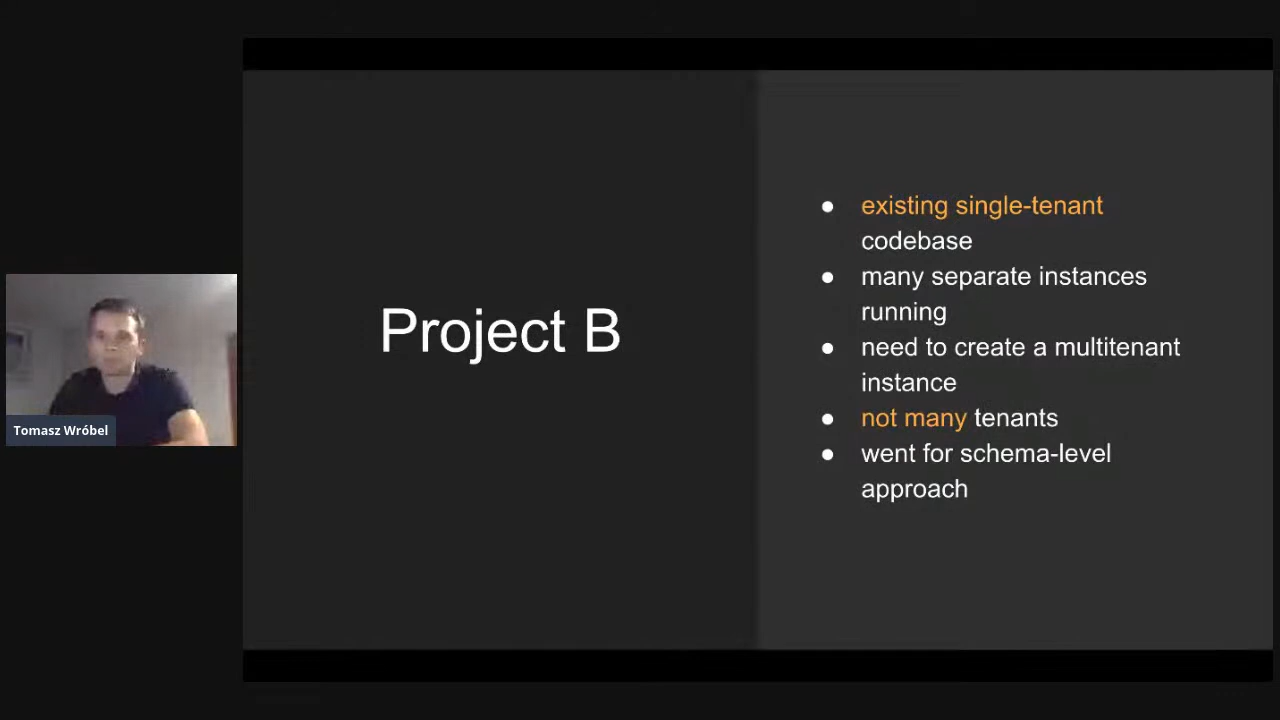 Tomasz Wróbel
Project B
● existing single-tenant
codebase
● many separate instances
running
● need to create a multitenant
instance
● not many tenants
● went for schema-level
approach